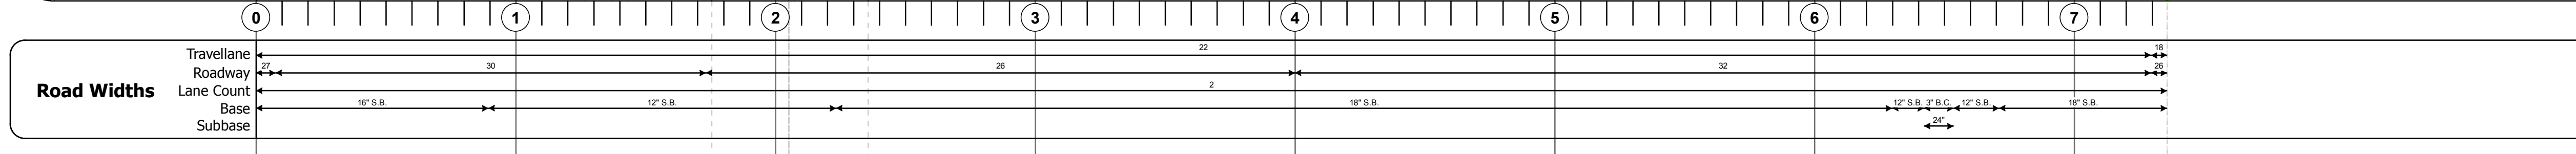 0 1 2 3 4 5 6 7
Road Widths
Travellane 22 18
Roadway 27 30 26 32 26
Lane Count 2
Base 16" S.B. 12" S.B. 18" S.B. 12" S.B. 3" B.C. 12" S.B. 18" S.B.
Subbase 24"